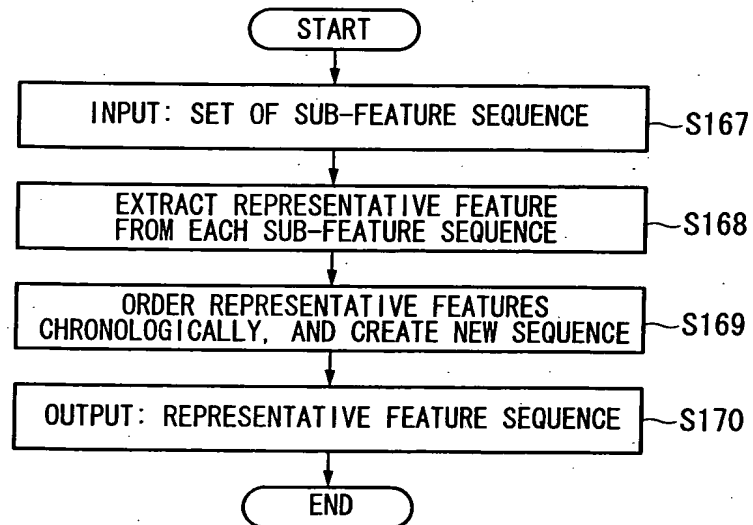 START
INPUT: SET OF SUB-FEATURE SEQUENCE
S167
EXTRACT REPRESENTATIVE FEATURE
FROM EACH SUB-FEATURE SEQUENCE
S168
ORDER REPRESENTATIVE FEATURES
CHRONOLOGICALLY, AND CREATE NEW SEQUENCE
S169
OUTPUT: REPRESENTATIVE FEATURE SEQUENCE
S170
END